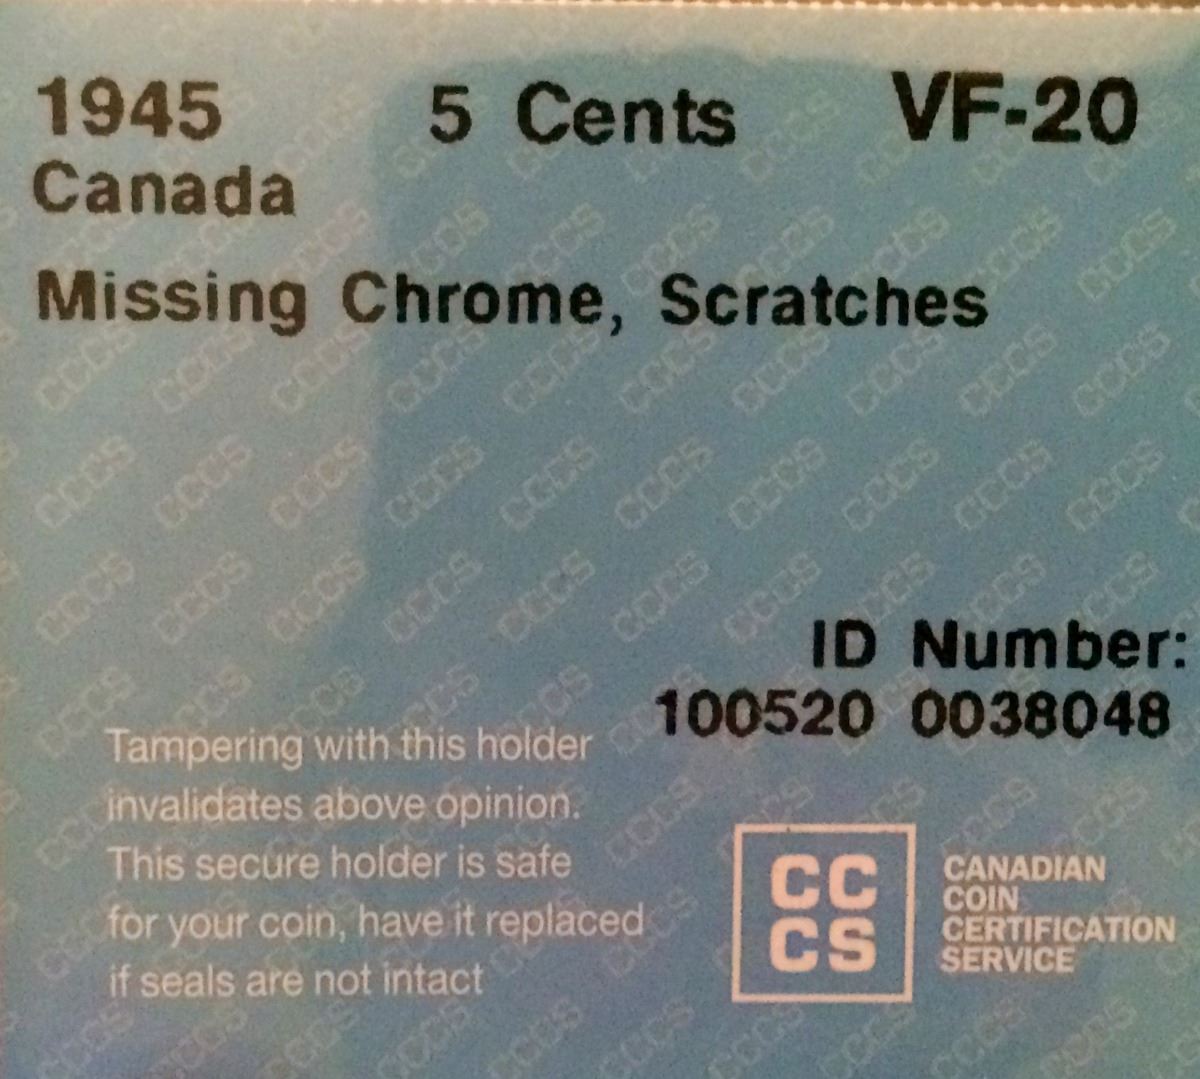 1945 5 Cents VF-20
Canada
Missing Chrome, Scratches
ID Number:
100520 0038048
Tampering with this holder
invalidates above opinion.
This secure holder is safe
for your coin, have it replaced
if seals are not intact
CC
CS
CANADIAN
COIN
CERTIFICATION
SERVICE